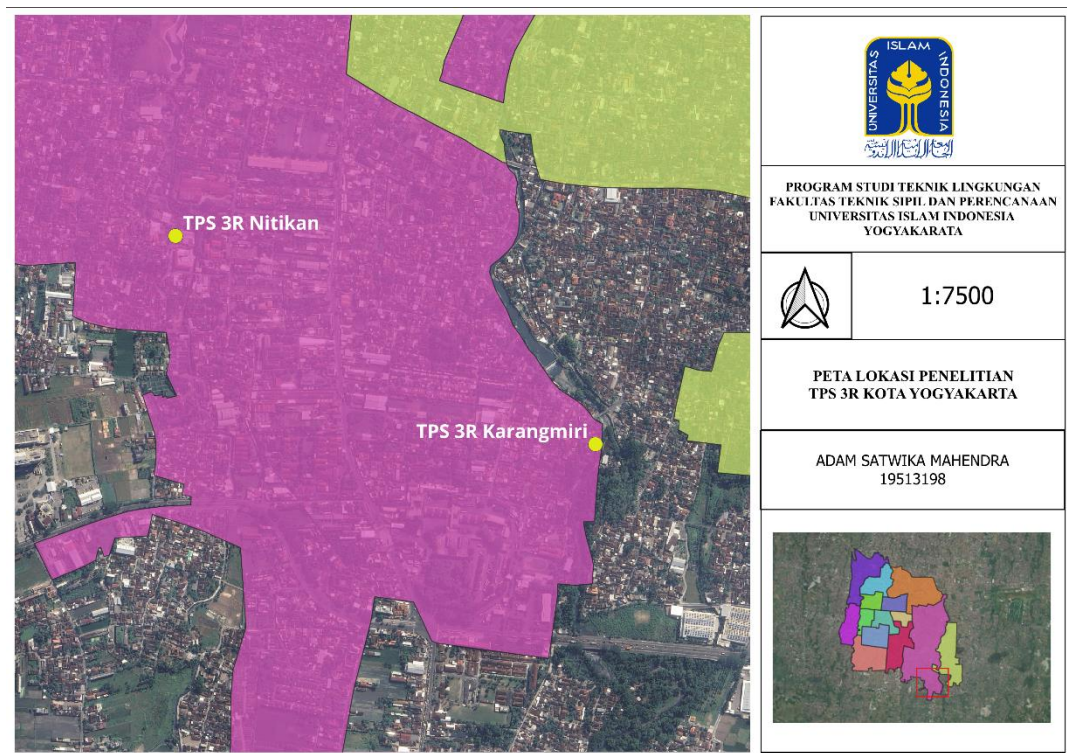 TPS 3R Nitikan
TPS 3R Karangmiri
UNIVERSITAS ISLAM INDONESIA
PROGRAM STUDI TEKNIK LINGKUNGAN
FAKULTAS TEKNIK SIPIL DAN PERENCANAAN
UNIVERSITAS ISLAM INDONESIA
YOGYAKARATA
1:7500
PETA LOKASI PENELITIAN
TPS 3R KOTA YOGYAKARTA
ADAM SATWIKA MAHENDRA
19513198